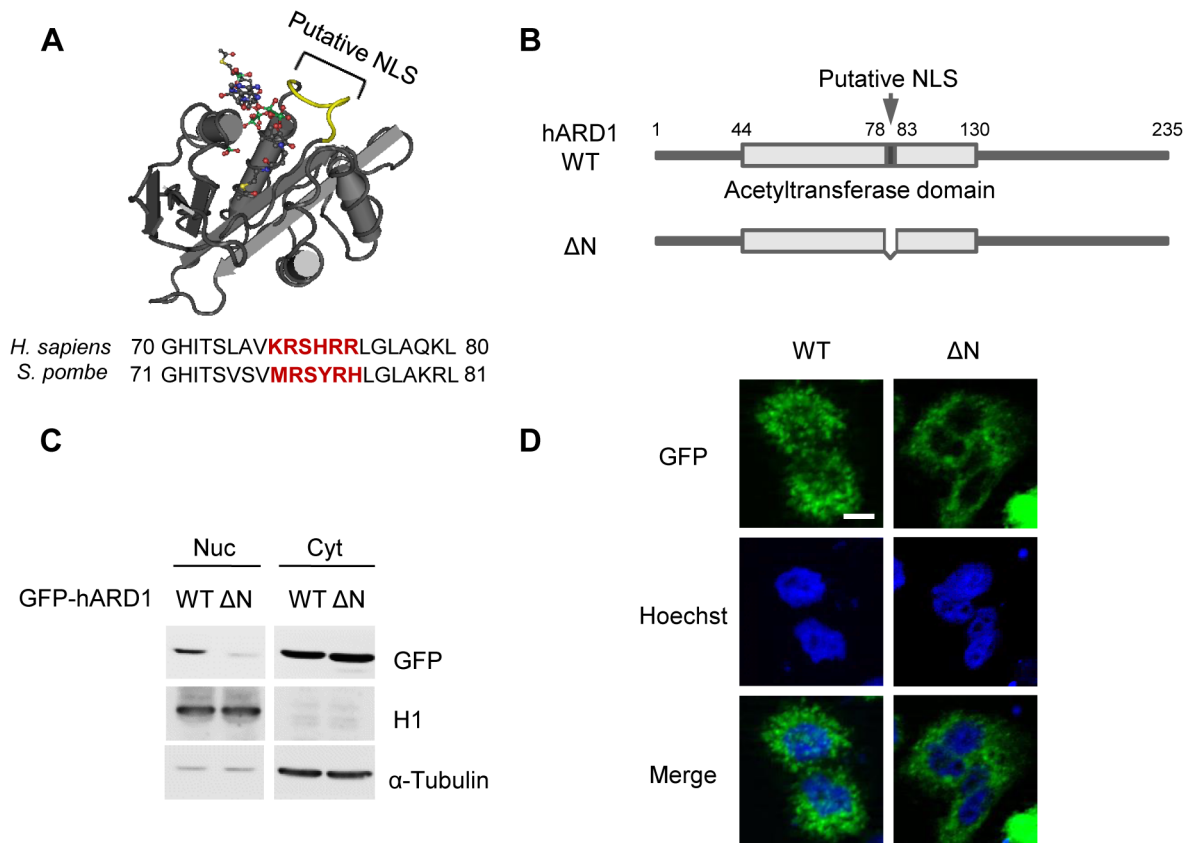 A
Putative NLS
H. sapiens 70 GHITSLAVKRSHRRLGLAQKL 80
S. pombe 71 GHITSVSVMRSYRHLGLAKRL 81
B
Putative NLS
hARD1 WT
1 44 78 83 130 235
Acetyltransferase domain
ΔN
C
Nuc Cyt
GFP-hARD1 WT ΔN WT ΔN
GFP
H1
α-Tubulin
D
WT ΔN
GFP
Hoechst
Merge